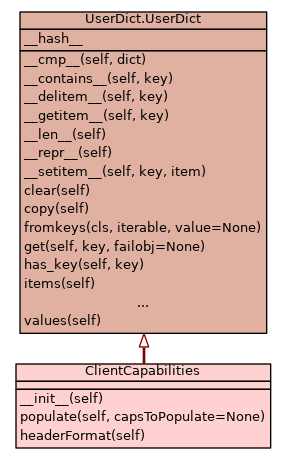 UserDict.UserDict
__hash__
__cmp__(self, dict)
__contains__(self, key)
__delitem__(self, key)
__getitem__(self, key)
__len__(self)
__repr__(self)
__setitem__(self, key, item)
clear(self)
copy(self)
fromkeys(cls, iterable, value=None)
get(self, key, failobj=None)
has_key(self, key)
items(self)
...
values(self)
ClientCapabilities
__init__(self)
populate(self, capsToPopulate=None)
headerFormat(self)